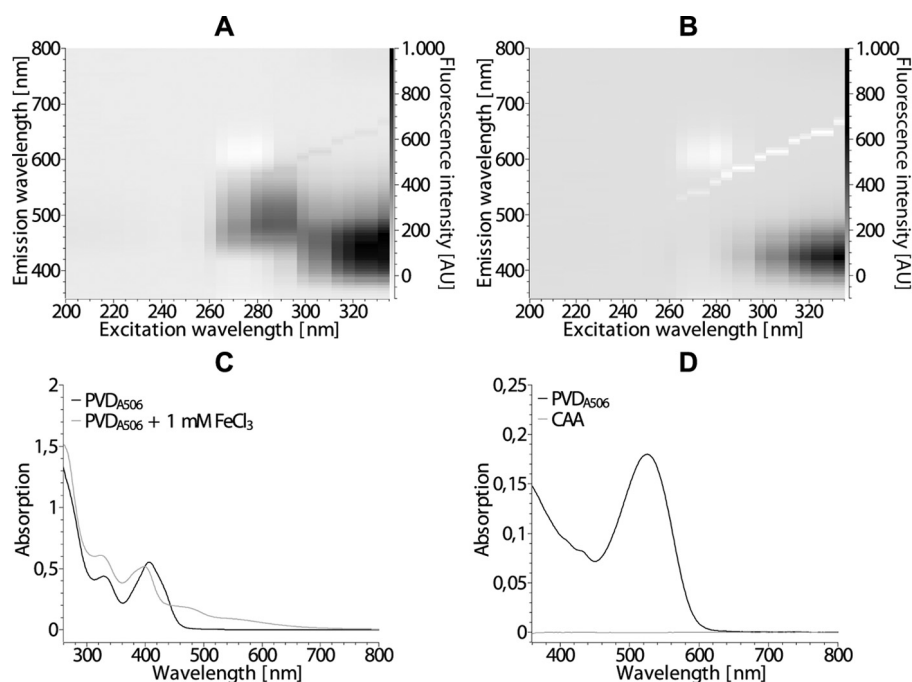 A
B
800
700
600
500
400
Emission wavelength [nm]
200 220 240 260 280 300 320
Excitation wavelength [nm]
1.000
800
600
400
200
0
Fluorescence intensity [AU]
800
700
600
500
400
Emission wavelength [nm]
200 220 240 260 280 300 320
Excitation wavelength [nm]
1.000
800
600
400
200
0
Fluorescence intensity [AU]
C
D
2
1,5
1
0,5
0
Absorption
PVDA506
PVDA506 + 1 mM FeCl3
300 400 500 600 700 800
Wavelength [nm]
0,25
0,2
0,15
0,1
0,05
0
Absorption
PVDA506
CAA
400 500 600 700 800
Wavelength [nm]